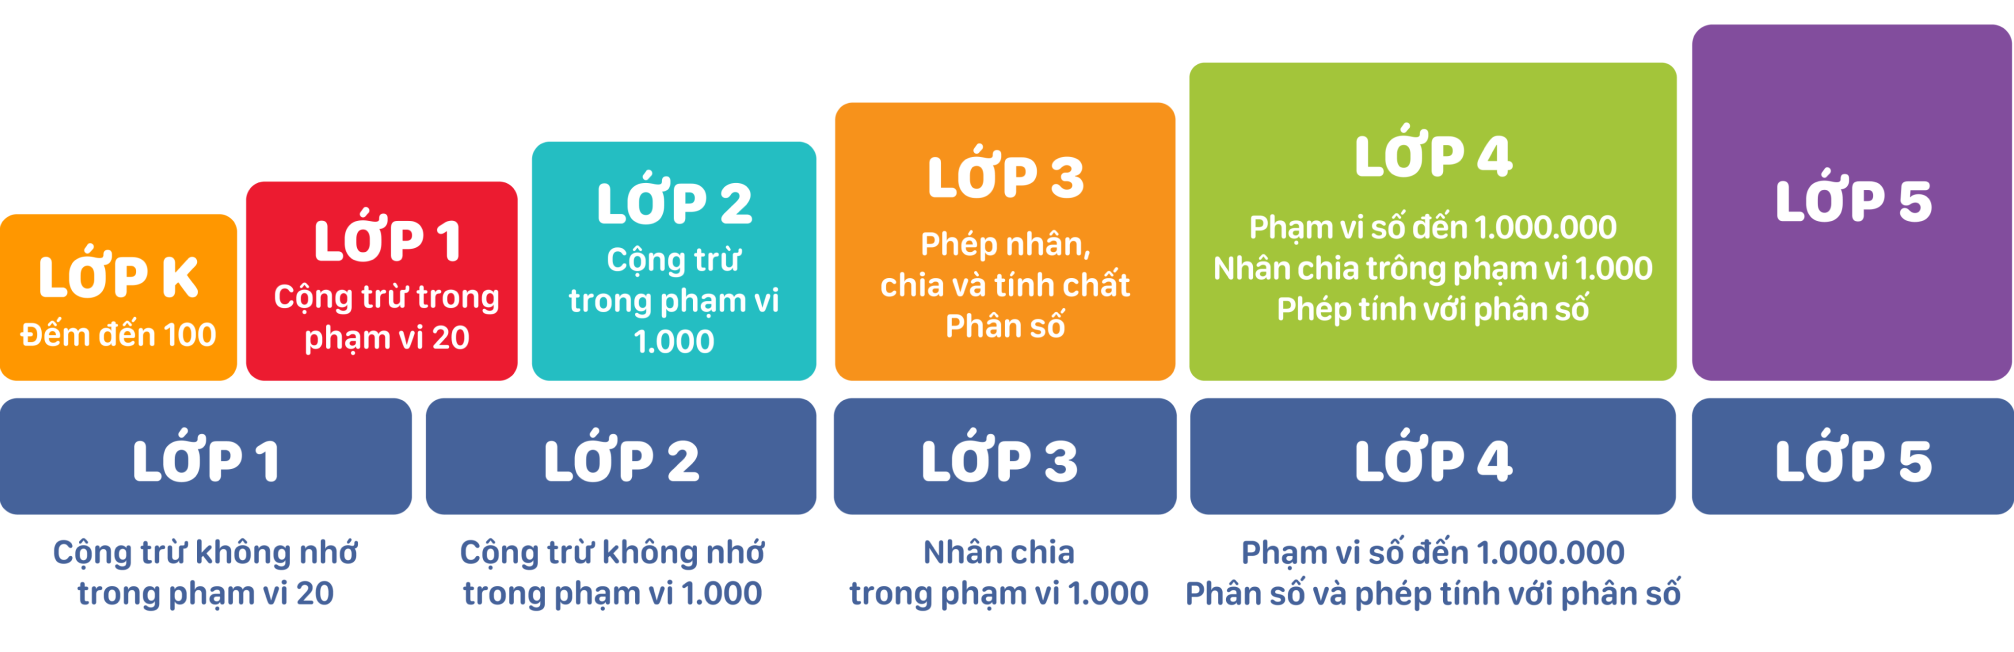 LỚP K
Đếm đến 100
LỚP 1
Cộng trừ trong
phạm vi 20
LỚP 2
Cộng trừ
trong phạm vi
1.000
LỚP 3
Phép nhân,
chia và tính chất
Phân số
LỚP 4
Phạm vi số đến 1.000.000
Nhân chia trông phạm vi 1.000
Phép tính với phân số
LỚP 5
LỚP 1
LỚP 2
LỚP 3
LỚP 4
LỚP 5
Cộng trừ không nhớ
trong phạm vi 20
Cộng trừ không nhớ
trong phạm vi 1.000
Nhân chia
trong phạm vi 1.000
Phạm vi số đến 1.000.000
Phân số và phép tính với phân số